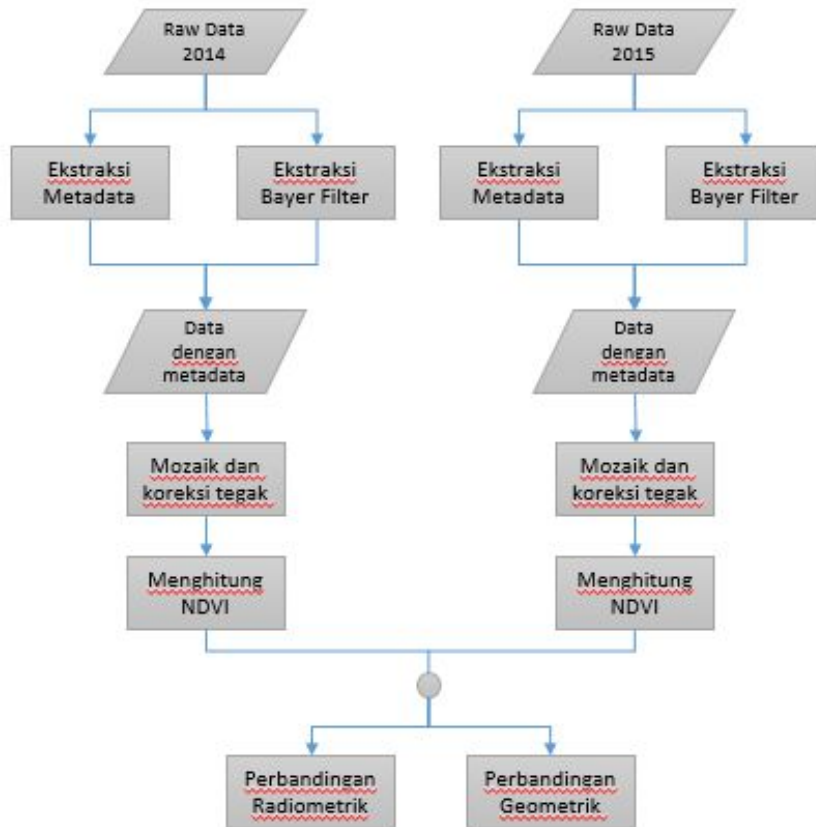 Raw Data
2014
Raw Data
2015
Ekstraksi
Metadata
Ekstraksi
Bayer Filter
Ekstraksi
Metadata
Ekstraksi
Bayer Filter
Data
dengan
metadata
Data
dengan
metadata
Mozaik dan
koreksi tegak
Mozaik dan
koreksi tegak
Menghitung
NDVI
Menghitung
NDVI
Perbandingan
Radiometrik
Perbandingan
Geometrik